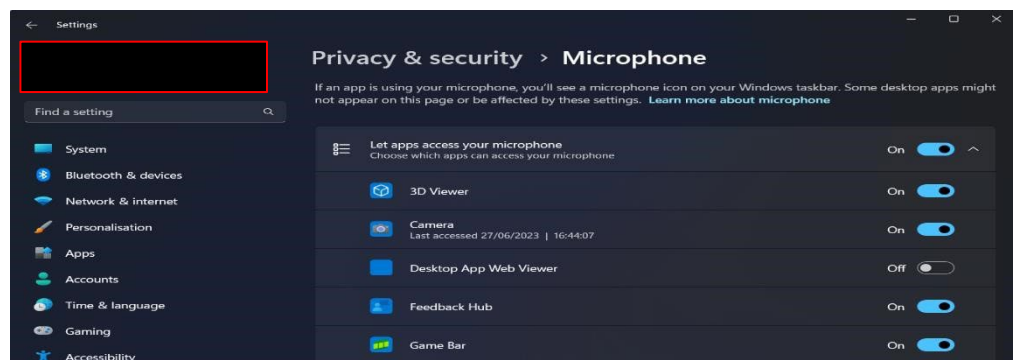 Settings
Privacy & security > Microphone
If an app is using your microphone, you'll see a microphone icon on your Windows taskbar. Some desktop apps might
not appear on this page or be affected by these settings. Learn more about microphone
Find a setting
System
Bluetooth & devices
Network & internet
Personalisation
Apps
Accounts
Time & language
Gaming
Accessibility
Let apps access your microphone
Choose which apps can access your microphone
On
3D Viewer
On
Camera
Last accessed 27/06/2023 | 16:44:07
On
Desktop App Web Viewer
Off
Feedback Hub
On
Game Bar
On